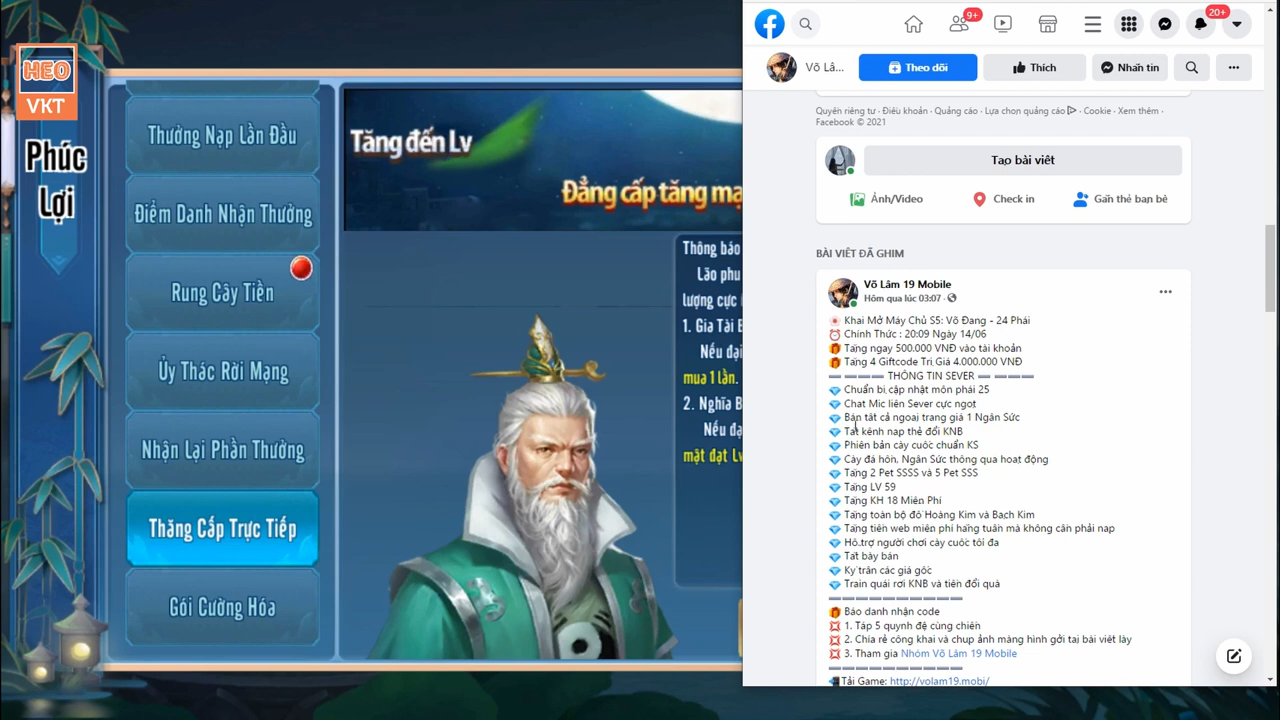 HEO
VKT
Phúc
Lợi
Thưởng Nạp Lần Đầu
Điểm Danh Nhận Thưởng
Rung Cây Tiền
Ủy Thác Rời Mạng
Nhận Lại Phần Thưởng
Thăng Cấp Trực Tiếp
Gói Cường Hóa
Tăng đến Lv
Đẳng cấp tăng mạ
Thông báo
Lão phu
lượng cực
1. Gia Tài B
Nếu đại
mua 1 lần.
2. Nghĩa B
Nếu đạ
mật đạt Lv
9+
20+
Võ Lâ...
Theo dõi
Thích
Nhắn tin
Quyền riêng tư · Điều khoản · Quảng cáo · Lựa chọn quảng cáo · Cookie · Xem thêm ·
Facebook © 2021
Tạo bài viết
Ảnh/Video
Check in
Gắn thẻ bạn bè
BÀI VIẾT ĐÃ GHIM
Võ Lâm 19 Mobile
Hôm qua lúc 03:07 ·
Khai Mở Máy Chủ S5: Võ Đang - 24 Phái
Chính Thức : 20:09 Ngày 14/06
Tặng ngay 500.000 VNĐ vào tài khoản
Tặng 4 Giftcode Trị Giá 4.000.000 VNĐ
THÔNG TIN SEVER
Chuẩn bị cập nhật môn phái 25
Chat Mic liên Sever cực ngọt
Bán tất cả ngoại trang giá 1 Ngân Sức
Tắt kênh nạp thẻ đổi KNB
Phiên bản cày cuốc chuẩn KS
Cày đá hồn, Ngân Sức thông qua hoạt động
Tặng 2 Pet SSSS và 5 Pet SSS
Tặng LV 59
Tặng KH 18 Miễn Phí
Tặng toàn bộ đồ Hoàng Kim và Bạch Kim
Tặng tiền web miễn phí hàng tuần mà không cần phải nạp
Hỗ trợ người chơi cày cuốc tối đa
Tắt bày bán
Kỳ trân các giá gốc
Train quái rơi KNB và tiền đổi quà
Báo danh nhận code
1. Táp 5 quynh đệ cùng chiến
2. Chia rẻ công khai và chụp ảnh màng hình gởi tại bài viết lày
3. Tham gia Nhóm Võ Lâm 19 Mobile
Tải Game: http://volam19.mobi/